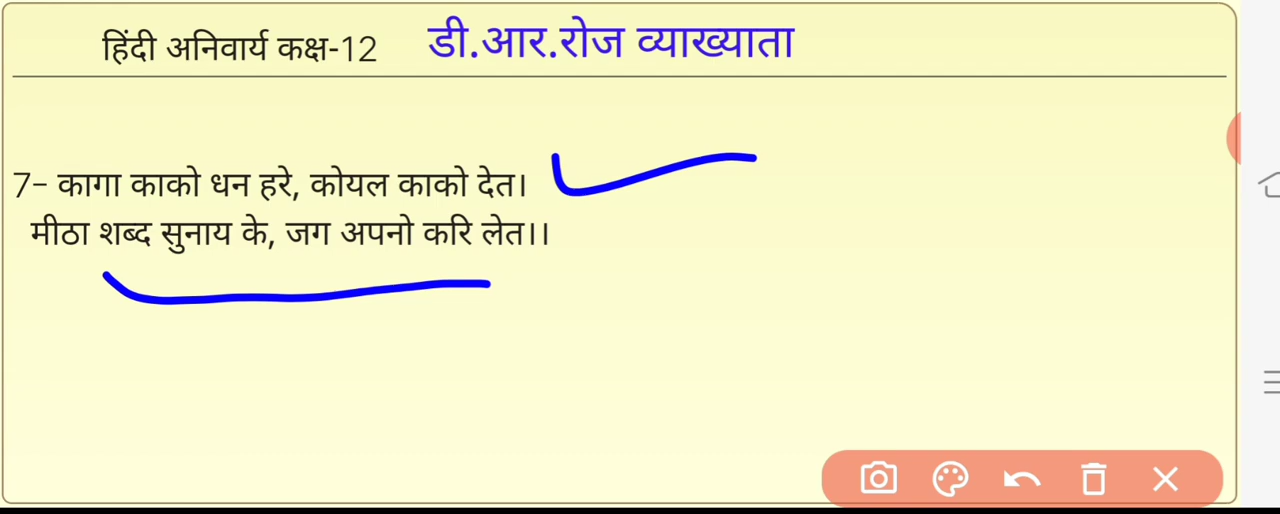 हिंदी अनिवार्य कक्ष-12 डी.आर.रोज व्याख्याता
7- कागा काको धन हरे, कोयल काको देत।
मीठा शब्द सुनाय के, जग अपनो करि लेत।।